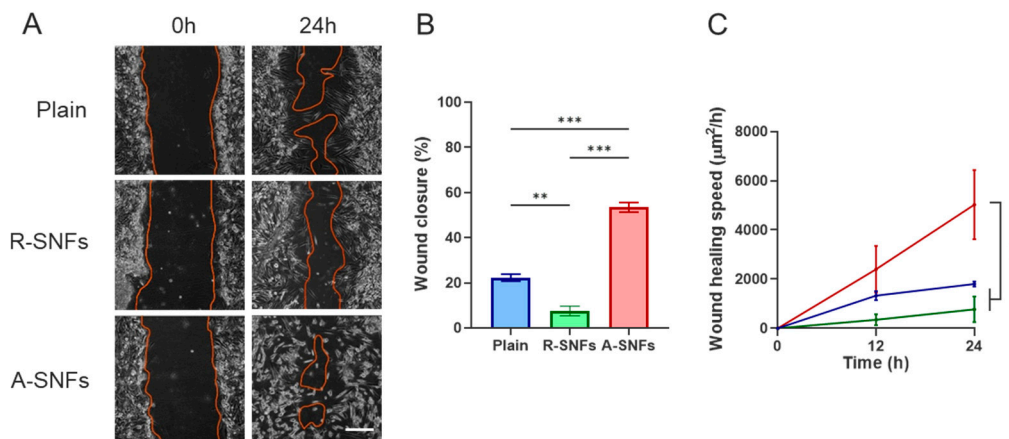 A
0h
24h
Plain
R-SNFs
A-SNFs
B
Wound closure (%)
100
80
60
40
20
0
***
***
**
Plain R-SNFs A-SNFs
C
Wound healing speed (μm²/h)
8000
6000
4000
2000
0
0 12 24
Time (h)